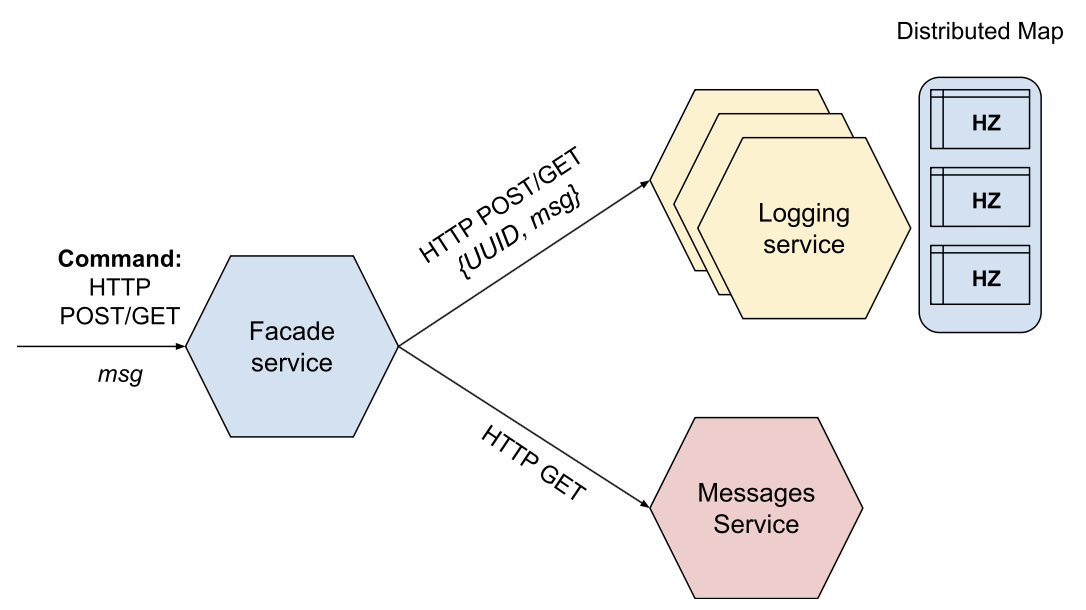 Distributed Map
HZ
HZ
HZ
Logging
service
HTTP POST/GET
{UUID, msg}
Command:
HTTP
POST/GET
msg
Facade
service
HTTP GET
Messages
Service